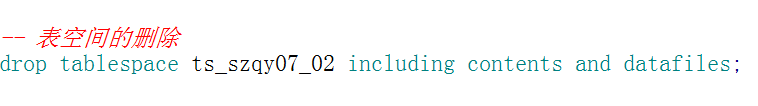 -- 表空间的删除
drop tablespace ts_szqy07_02 including contents and datafiles;